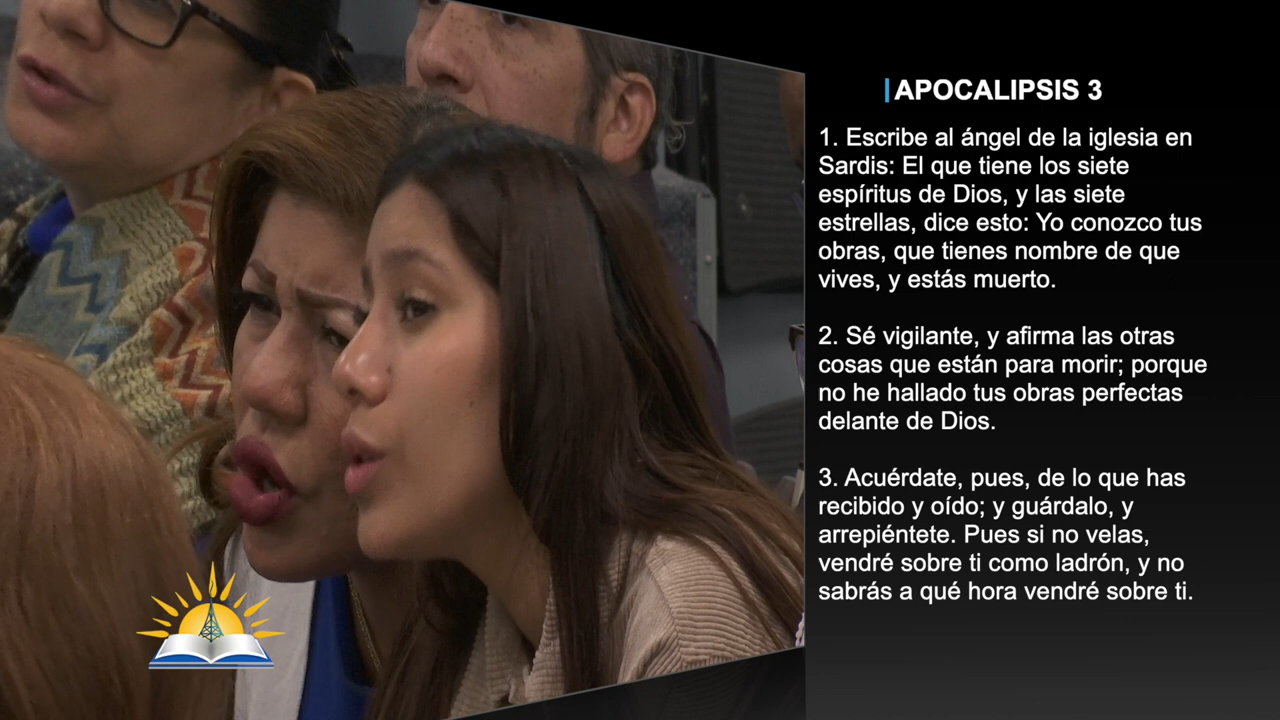 APOCALIPSIS 3
1. Escribe al ángel de la iglesia en
Sardis: El que tiene los siete
espíritus de Dios, y las siete
estrellas, dice esto: Yo conozco tus
obras, que tienes nombre de que
vives, y estás muerto.
2. Sé vigilante, y afirma las otras
cosas que están para morir; porque
no he hallado tus obras perfectas
delante de Dios.
3. Acuérdate, pues, de lo que has
recibido y oído; y guárdalo, y
arrepiéntete. Pues si no velas,
vendré sobre ti como ladrón, y no
sabrás a qué hora vendré sobre ti.